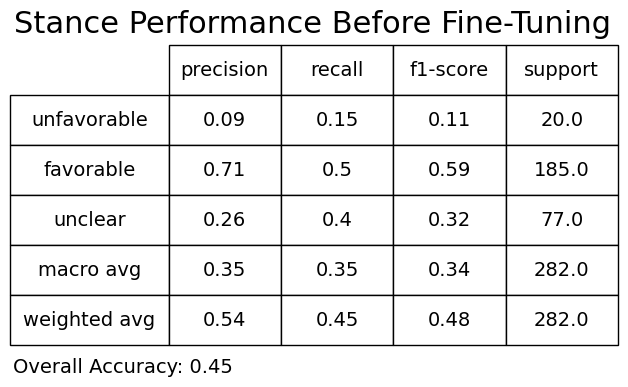 Stance Performance Before Fine-Tuning
precision recall f1-score support
unfavorable 0.09 0.15 0.11 20.0
favorable 0.71 0.5 0.59 185.0
unclear 0.26 0.4 0.32 77.0
macro avg 0.35 0.35 0.34 282.0
weighted avg 0.54 0.45 0.48 282.0
Overall Accuracy: 0.45